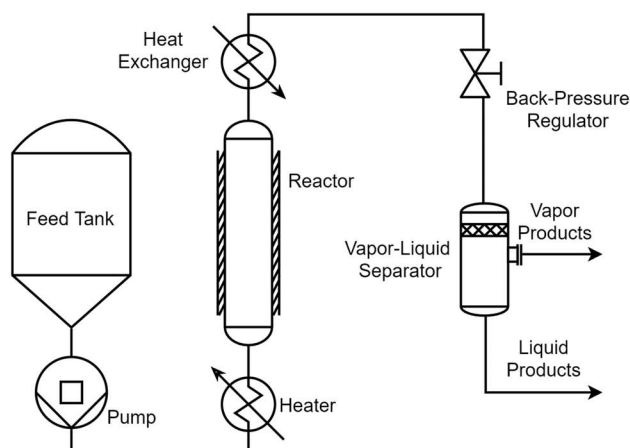 Heat
Exchanger
Back-Pressure
Regulator
Reactor
Feed Tank
Vapor
Products
Vapor-Liquid
Separator
Liquid
Products
Pump
Heater